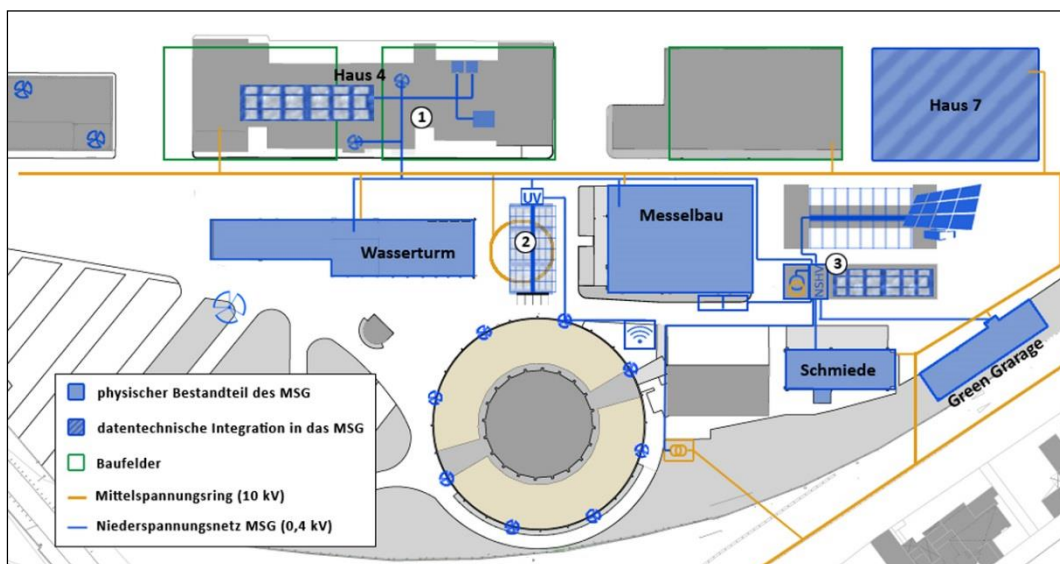 Haus 4
Haus 7
1
UV
Messelbau
Wasserturm
2
3
NSHV
Schmiede
Green Grarage
physischer Bestandteil des MSG
datentechnische Integration in das MSG
Baufelder
Mittelspannungsring (10 kV)
Niederspannungsnetz MSG (0,4 kV)